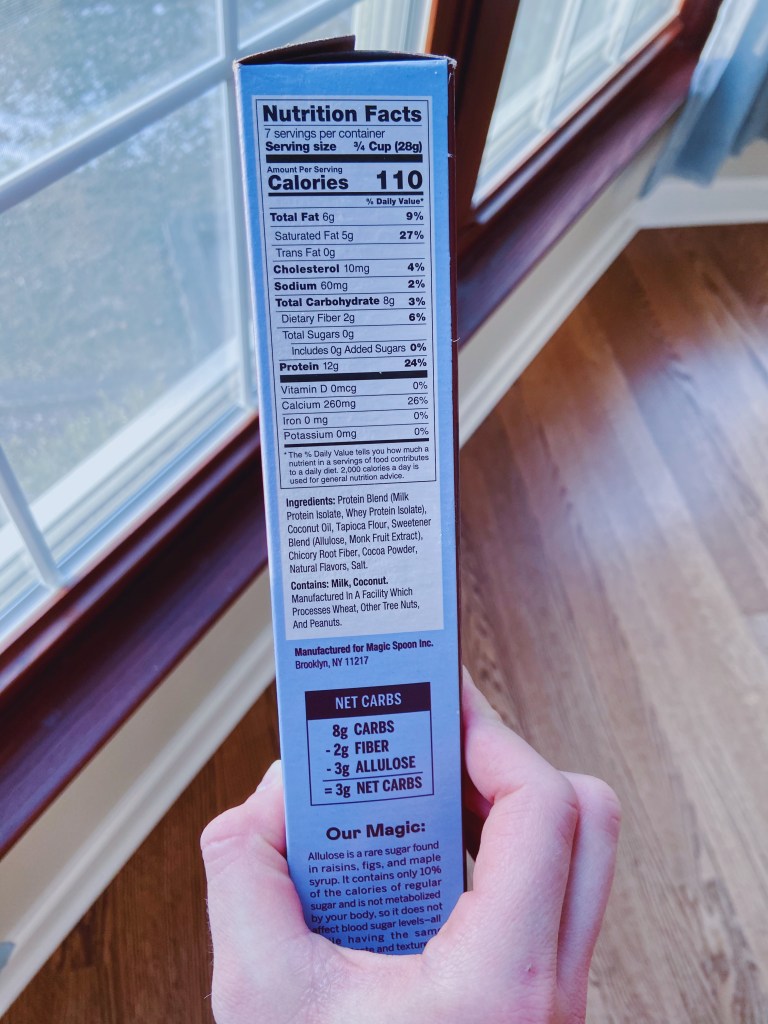 Nutrition Facts
7 servings per container
Serving size ¾ Cup (28g)
Amount Per Serving
Calories 110
% Daily Value*
Total Fat 6g 9%
Saturated Fat 5g 27%
Trans Fat 0g
Cholesterol 10mg 4%
Sodium 60mg 2%
Total Carbohydrate 8g 3%
Dietary Fiber 2g 6%
Total Sugars 0g
Includes 0g Added Sugars 0%
Protein 12g 24%
Vitamin D 0mcg 0%
Calcium 260mg 26%
Iron 0 mg 0%
Potassium 0mg 0%
*The % Daily Value tells you how much a
nutrient in a servings of food contributes
to a daily diet. 2,000 calories a day is
used for general nutrition advice.
Ingredients: Protein Blend (Milk
Protein Isolate, Whey Protein Isolate),
Coconut Oil, Tapioca Flour, Sweetener
Blend (Allulose, Monk Fruit Extract),
Chicory Root Fiber, Cocoa Powder,
Natural Flavors, Salt.
Contains: Milk, Coconut.
Manufactured In A Facility Which
Processes Wheat, Other Tree Nuts,
And Peanuts.
Manufactured for Magic Spoon Inc.
Brooklyn, NY 11217
NET CARBS
8g CARBS
- 2g FIBER
- 3g ALLULOSE
= 3g NET CARBS
Our Magic:
Allulose is a rare sugar found
in raisins, figs, and maple
syrup. It contains only 10%
of the calories of regular
sugar and is not metabolized
by your body, so it does not
affect blood sugar levels–all
having the same
and texture